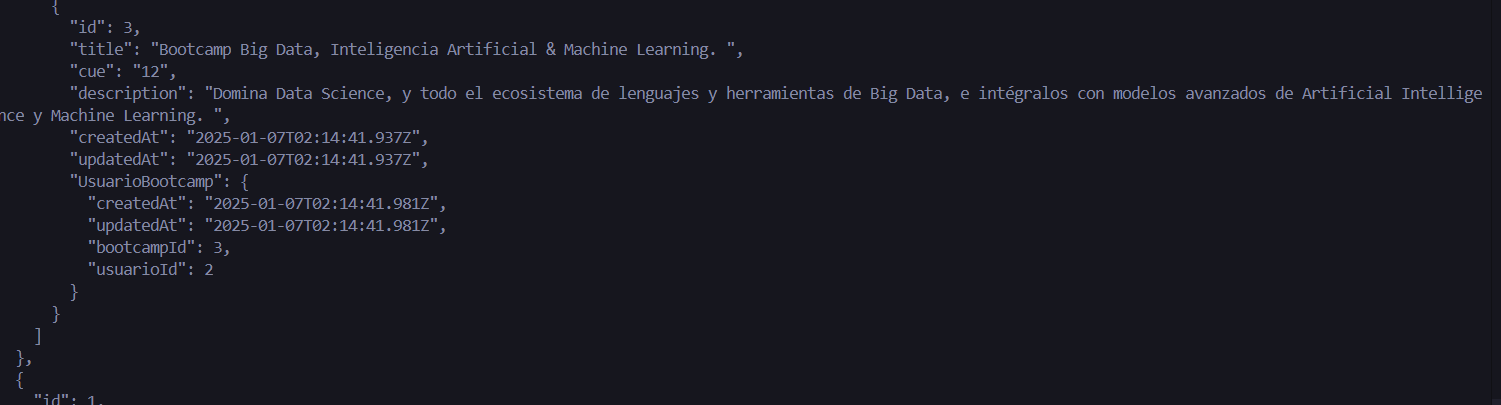 {
"id": 3,
"title": "Bootcamp Big Data, Inteligencia Artificial & Machine Learning. ",
"cue": "12",
"description": "Domina Data Science, y todo el ecosistema de lenguajes y herramientas de Big Data, e intégralos con modelos avanzados de Artificial Intellige
nce y Machine Learning. ",
"createdAt": "2025-01-07T02:14:41.937Z",
"updatedAt": "2025-01-07T02:14:41.937Z",
"UsuarioBootcamp": {
"createdAt": "2025-01-07T02:14:41.981Z",
"updatedAt": "2025-01-07T02:14:41.981Z",
"bootcampId": 3,
"usuarioId": 2
}
}
]
},
{
"id": 1,